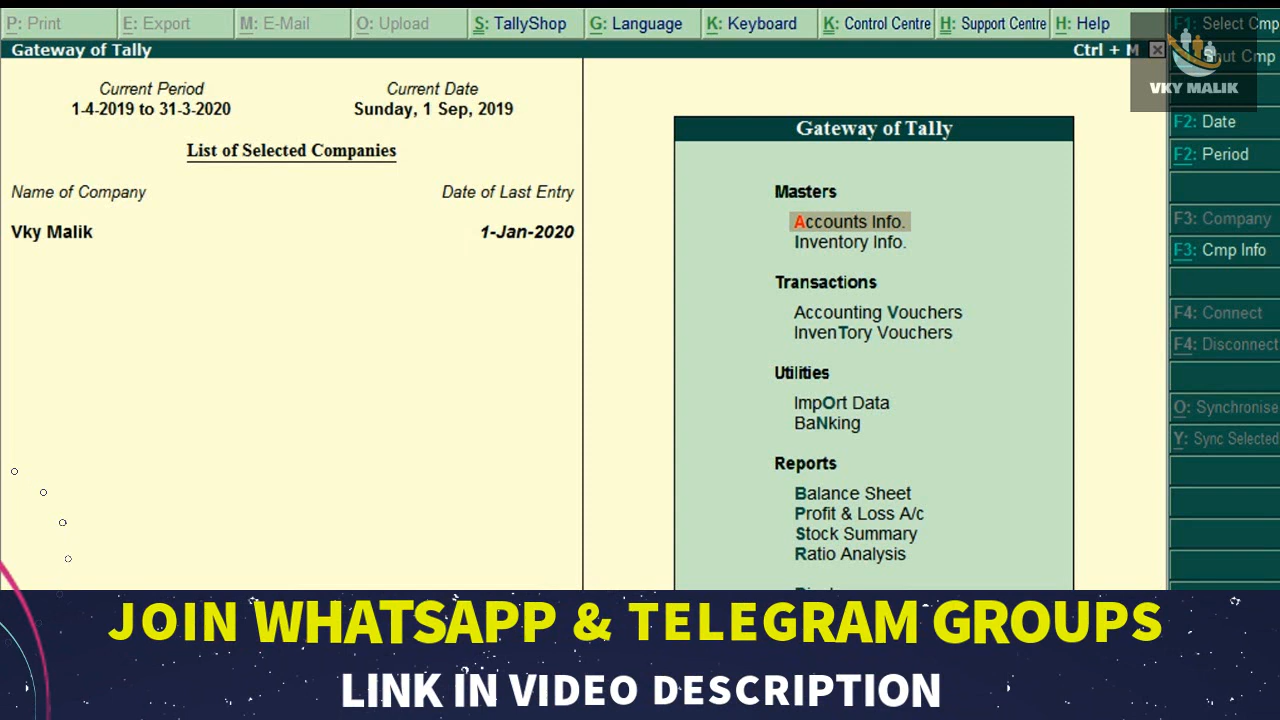 P: Print E: Export M: E-Mail O: Upload S: TallyShop G: Language K: Keyboard K: Control Centre H: Support Centre H: Help F1: Select Cmp
Gateway of Tally Ctrl + M
Shut Cmp
VKY MALIK
Current Period Current Date
1-4-2019 to 31-3-2020 Sunday, 1 Sep, 2019
List of Selected Companies
Name of Company Date of Last Entry
Vky Malik 1-Jan-2020
Gateway of Tally
Masters
Accounts Info.
Inventory Info.
Transactions
Accounting Vouchers
InvenTory Vouchers
Utilities
ImpOrt Data
BaNking
Reports
Balance Sheet
Profit & Loss A/c
Stock Summary
Ratio Analysis
F2: Date
F2: Period
F3: Company
F3: Cmp Info
F4: Connect
F4: Disconnect
O: Synchronise
Y: Sync Selected
JOIN WHATSAPP & TELEGRAM GROUPS
LINK IN VIDEO DESCRIPTION